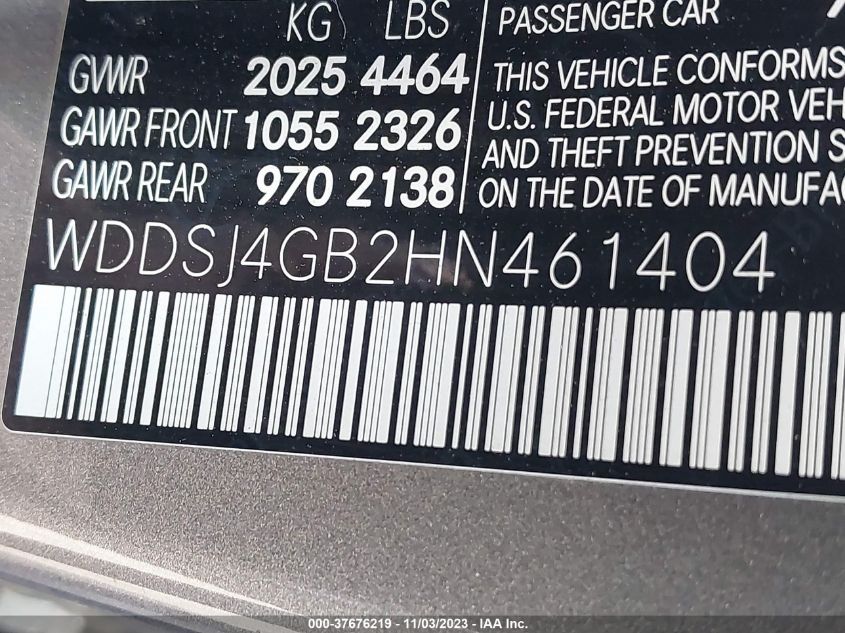 KG LBS
GVWR 2025 4464
GAWR FRONT 1055 2326
GAWR REAR 970 2138
PASSENGER CAR
THIS VEHICLE CONFORMS
U.S. FEDERAL MOTOR VEH
AND THEFT PREVENTION S
ON THE DATE OF MANUFAC
WDDSJ4GB2HN461404
000-37676219 - 11/03/2023 - IAA Inc.